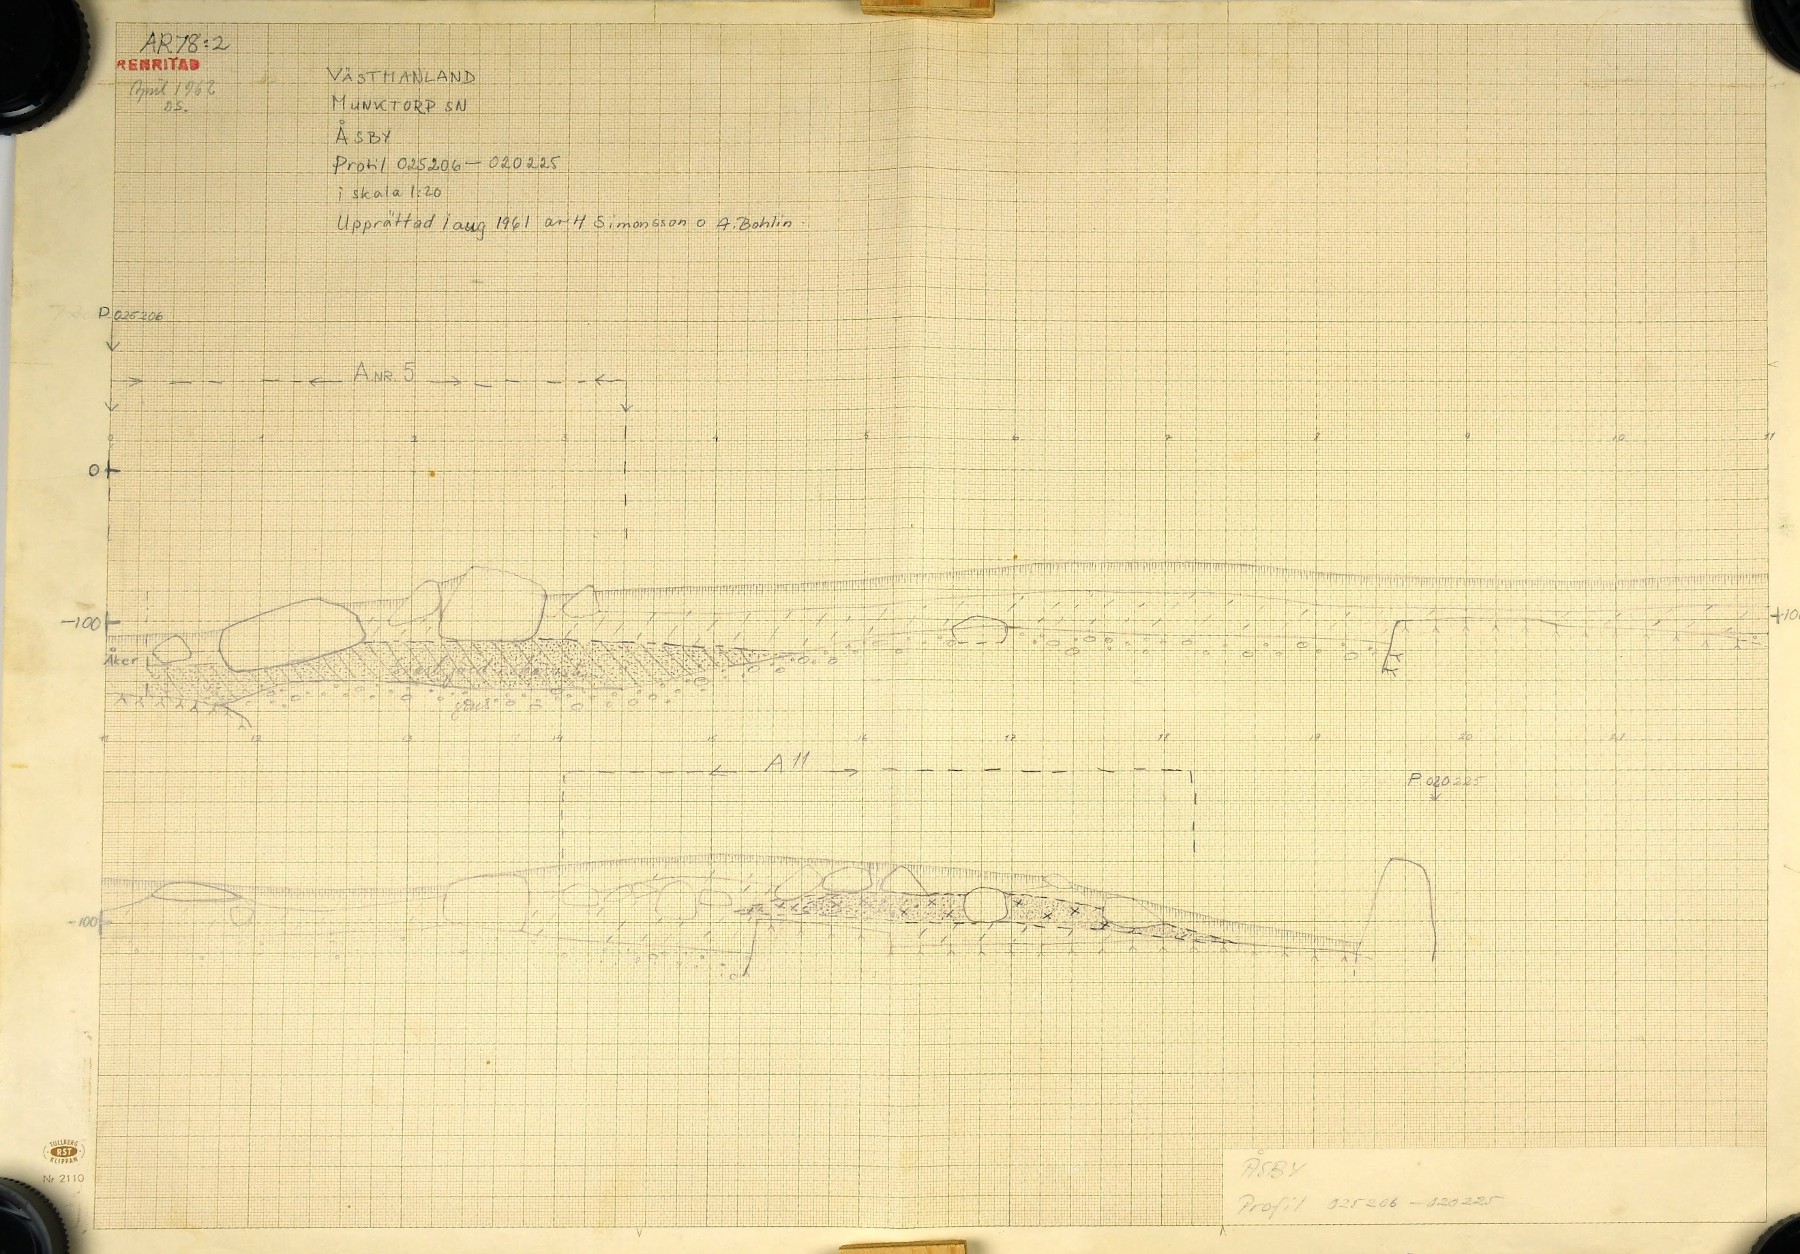 AR78:2
RENRITAD
April 1962
DS.
VÄSTMANLAND
MUNKTORP SN
ÅSBY
Profil 025206–020225
i skala 1:20
Upprättad i aug 1961 av H Simonsson o A. Bohlin
P. 025206
A.NR. 5
0 1 2 3 4 5 6 7 8 9 10 11
0
-100
Åker
grus
11 12 13 14 15 16 17 18 19 20 21
A 11
P. 020225
-100
TULLBERG
RST
KLIPPAN
Nr 2110
ÅSBY
Profil 025206–020225